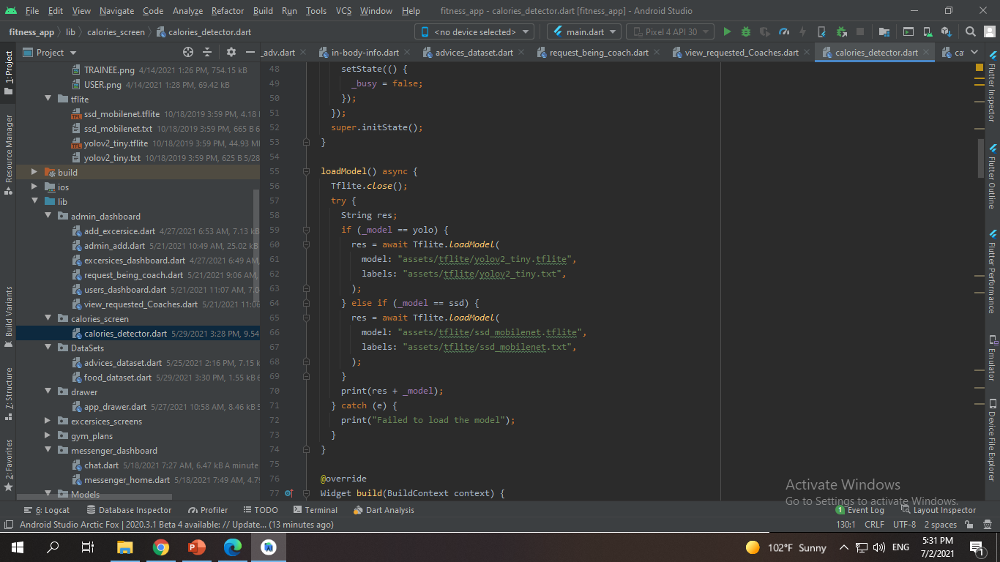 File Edit View Navigate Code Analyze Refactor Build Run Tools VCS Window Help fitness_app - calories_detector.dart [fitness_app] - Android Studio
fitness_app lib calories_screen calories_detector.dart <no device selected> main.dart Pixel 4 API 30
Project _adv.dart in-body-info.dart advices_dataset.dart request_being_coach.dart view_requested_Coaches.dart calories_detector.dart ca
1: Project
Resource Manager
Build Variants
7: Structure
2: Favorites
TRAINEE.png 4/14/2021 1:26 PM, 754.15 kB
USER.png 4/14/2021 1:28 PM, 69.42 kB
tflite
ssd_mobilenet.tflite 10/18/2019 3:59 PM, 4.18
ssd_mobilenet.txt 10/18/2019 3:59 PM, 665 B 6
yolov2_tiny.tflite 10/18/2019 3:59 PM, 44.93 M
yolov2_tiny.txt 10/18/2019 3:59 PM, 625 B 5/28
build
ios
lib
admin_dashboard
add_excersice.dart 4/27/2021 6:53 AM, 7.13 kB
admin_add.dart 5/21/2021 10:49 AM, 25.02 kB
excersices_dashboard.dart 4/27/2021 6:49 AM,
request_being_coach.dart 5/21/2021 9:06 AM,
users_dashboard.dart 5/21/2021 11:07 AM, 7.0
view_requested_Coaches.dart 5/21/2021 11:06
calories_screen
calories_detector.dart 5/29/2021 3:28 PM, 9.54
DataSets
advices_dataset.dart 5/25/2021 2:16 PM, 7.15 k
food_dataset.dart 5/29/2021 3:30 PM, 1.55 kB 6
drawer
app_drawer.dart 5/27/2021 10:58 AM, 8.46 kB 5
excersices_screens
gym_plans
messenger_dashboard
chat.dart 5/18/2021 7:27 AM, 6.47 kB A minute
messenger_home.dart 5/18/2021 7:49 AM, 4.79
Models
48 setState(() {
49 _busy = false;
50 });
51 });
52 super.initState();
53 }
54
55 loadModel() async {
56 Tflite.close();
57 try {
58 String res;
59 if (_model == yolo) {
60 res = await Tflite.loadModel(
61 model: "assets/tflite/yolov2_tiny.tflite",
62 labels: "assets/tflite/yolov2_tiny.txt",
63 );
64 } else if (_model == ssd) {
65 res = await Tflite.loadModel(
66 model: "assets/tflite/ssd_mobilenet.tflite",
67 labels: "assets/tflite/ssd_mobilenet.txt",
68 );
69 }
70 print(res + _model);
71 } catch (e) {
72 print("Failed to load the model");
73 }
74 }
75
76 @override
77 Widget build(BuildContext context) {
Flutter Inspector
Flutter Outline
Flutter Performance
Emulator
Device File Explorer
Activate Windows
Go to Settings to activate Windows.
6: Logcat Database Inspector Profiler TODO Terminal Dart Analysis 1 Event Log Layout Inspector
Android Studio Arctic Fox | 2020.3.1 Beta 4 available: // Update... (13 minutes ago) 130:1 CRLF UTF-8 2 spaces
102°F Sunny ENG 5:31 PM
7/2/2021 1